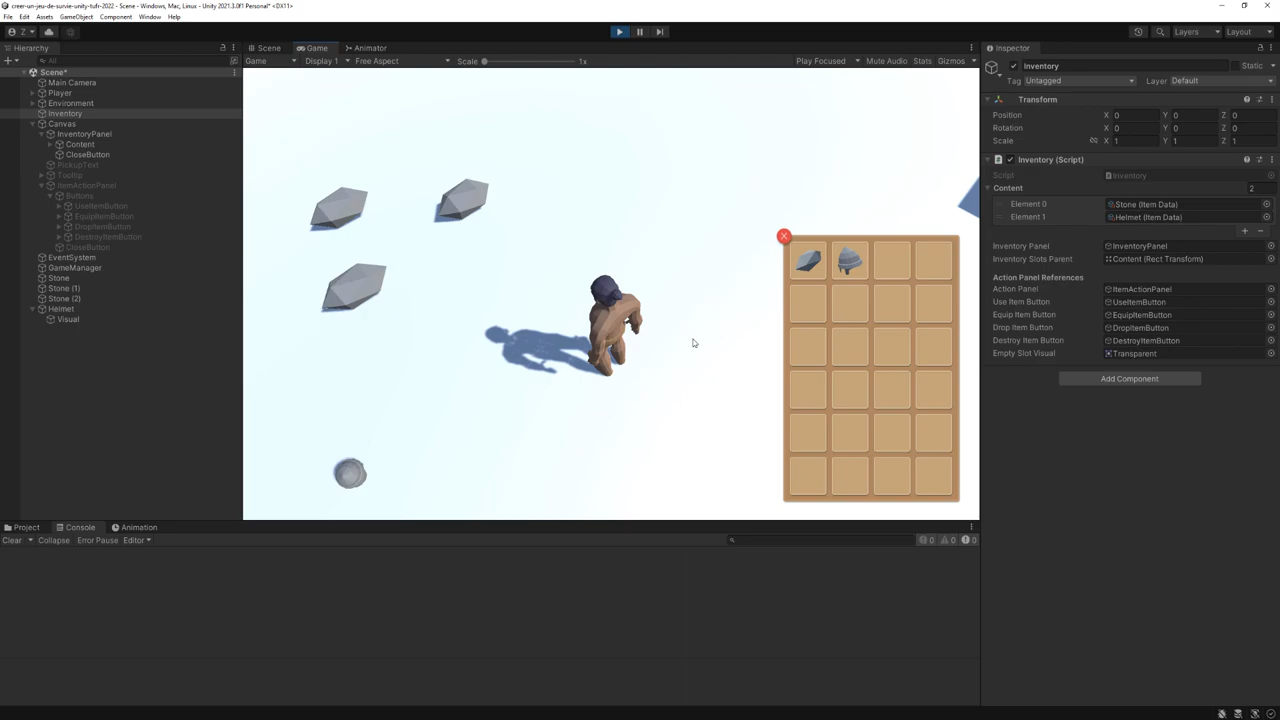 creer-un-jeu-de-survie-unity-tufr-2022 - Scene - Windows, Mac, Linux - Unity 2021.3.0f1 Personal* <DX11>
File Edit Assets GameObject Component Window Help
Z Layers Layout
Hierarchy Scene Game Animator Inspector
All Game Display 1 Free Aspect Scale 1x Play Focused Mute Audio Stats Gizmos
Inventory Static
Tag Untagged Layer Default
Scene*
Main Camera
Player
Environment
Inventory
Canvas
InventoryPanel
Content
CloseButton
PickupText
Tooltip
ItemActionPanel
Buttons
UseItemButton
EquipItemButton
DropItemButton
DestroyItemButton
CloseButton
EventSystem
GameManager
Stone
Stone (1)
Stone (2)
Helmet
Visual
X
Transform
Position X 0 Y 0 Z 0
Rotation X 0 Y 0 Z 0
Scale X 1 Y 1 Z 1
Inventory (Script)
Script Inventory
Content 2
Element 0 Stone (Item Data)
Element 1 Helmet (Item Data)
Inventory Panel InventoryPanel
Inventory Slots Parent Content (Rect Transform)
Action Panel References
Action Panel ItemActionPanel
Use Item Button UseItemButton
Equip Item Button EquipItemButton
Drop Item Button DropItemButton
Destroy Item Button DestroyItemButton
Empty Slot Visual Transparent
Add Component
Project Console Animation
Clear Collapse Error Pause Editor 0 0 0